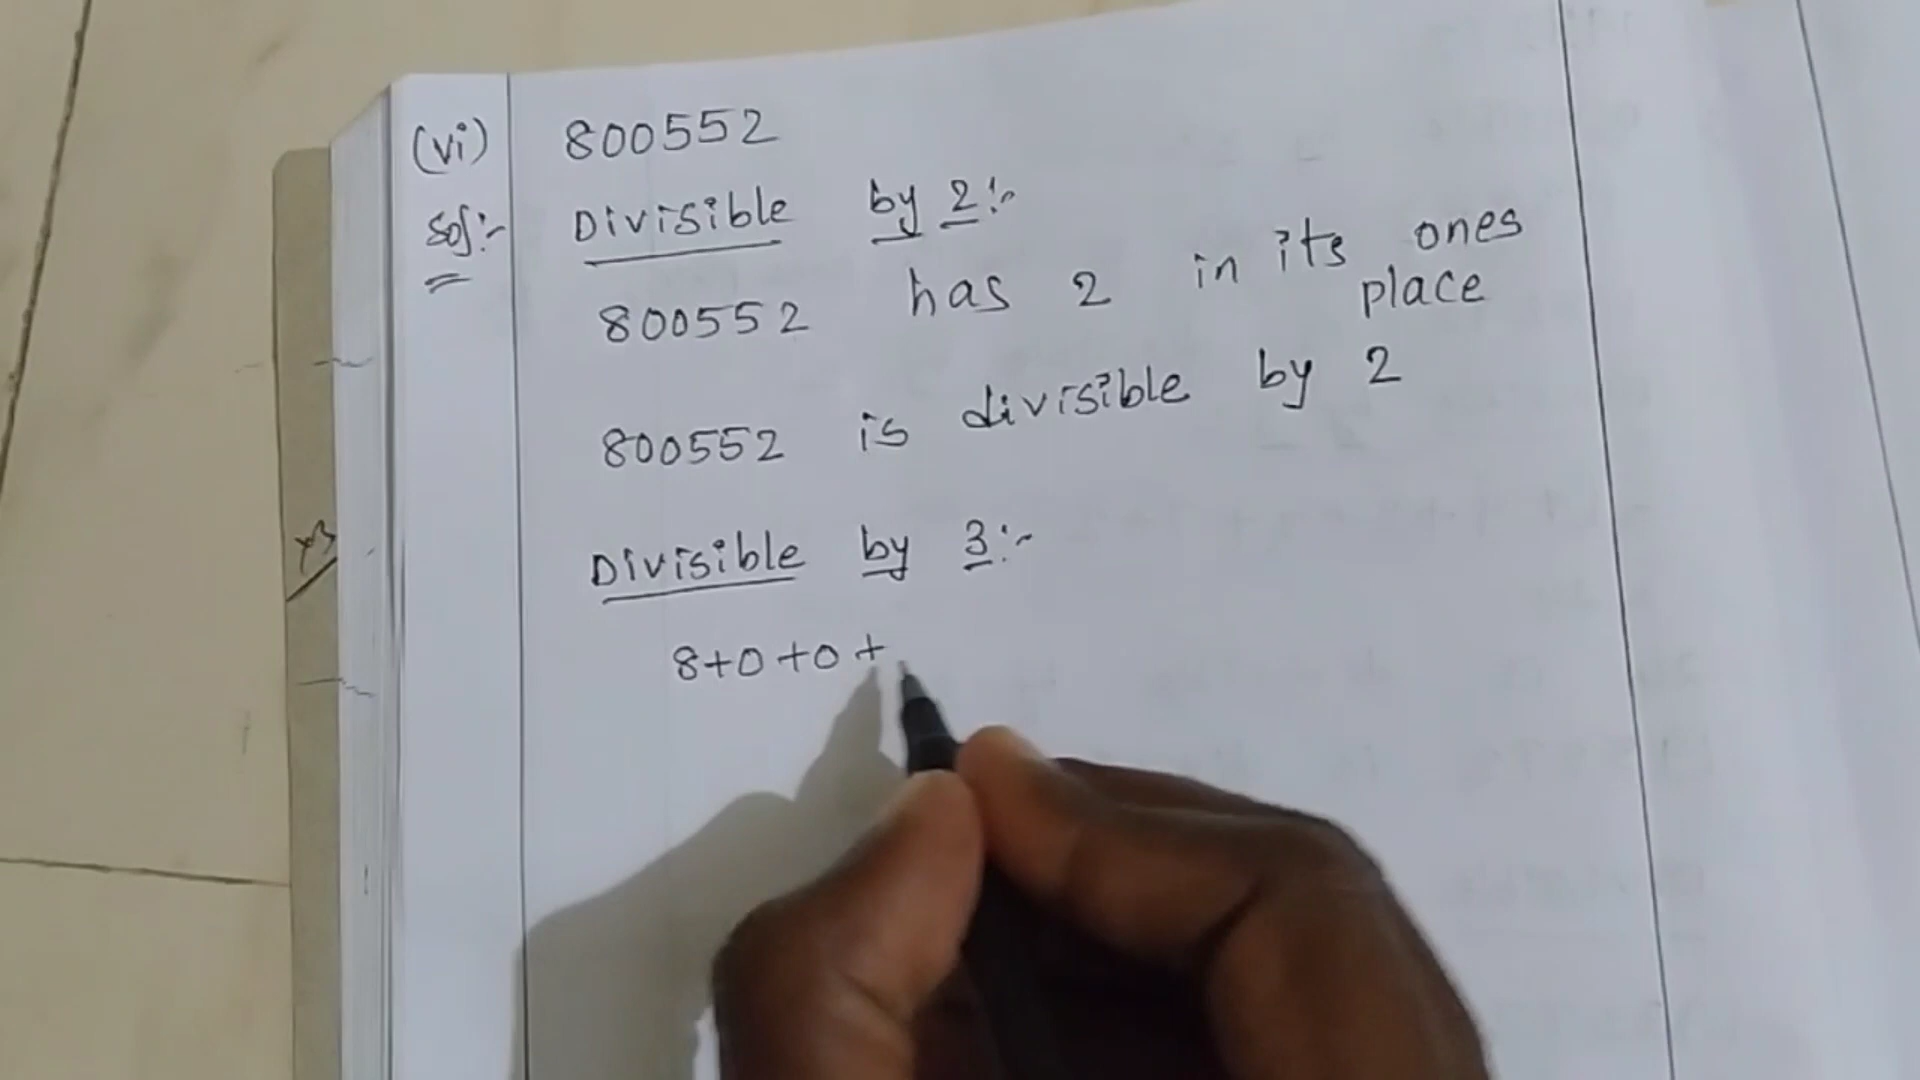 (vi) 800552
Sol:- Divisible by 2:-
800552 has 2 in its ones
place
800552 is divisible by 2
Divisible by 3:-
8+0+0+